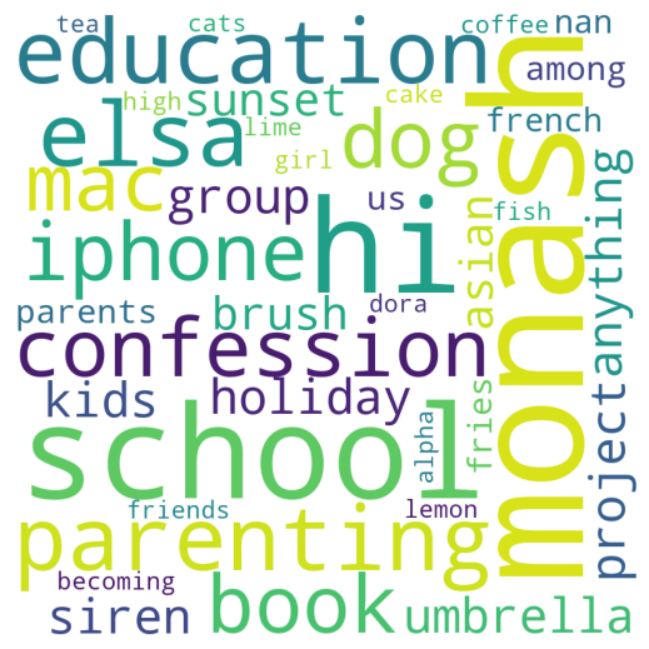 tea
cats
coffee
nan
education
among
high
sunset
cake
french
elsa
lime
dog
girl
mac
group
us
fish
asian
anything
monash
iphone
hi
parents
brush
dora
confession
kids
holiday
fries
project
alpha
school
friends
lemon
parenting
becoming
siren
book
umbrella